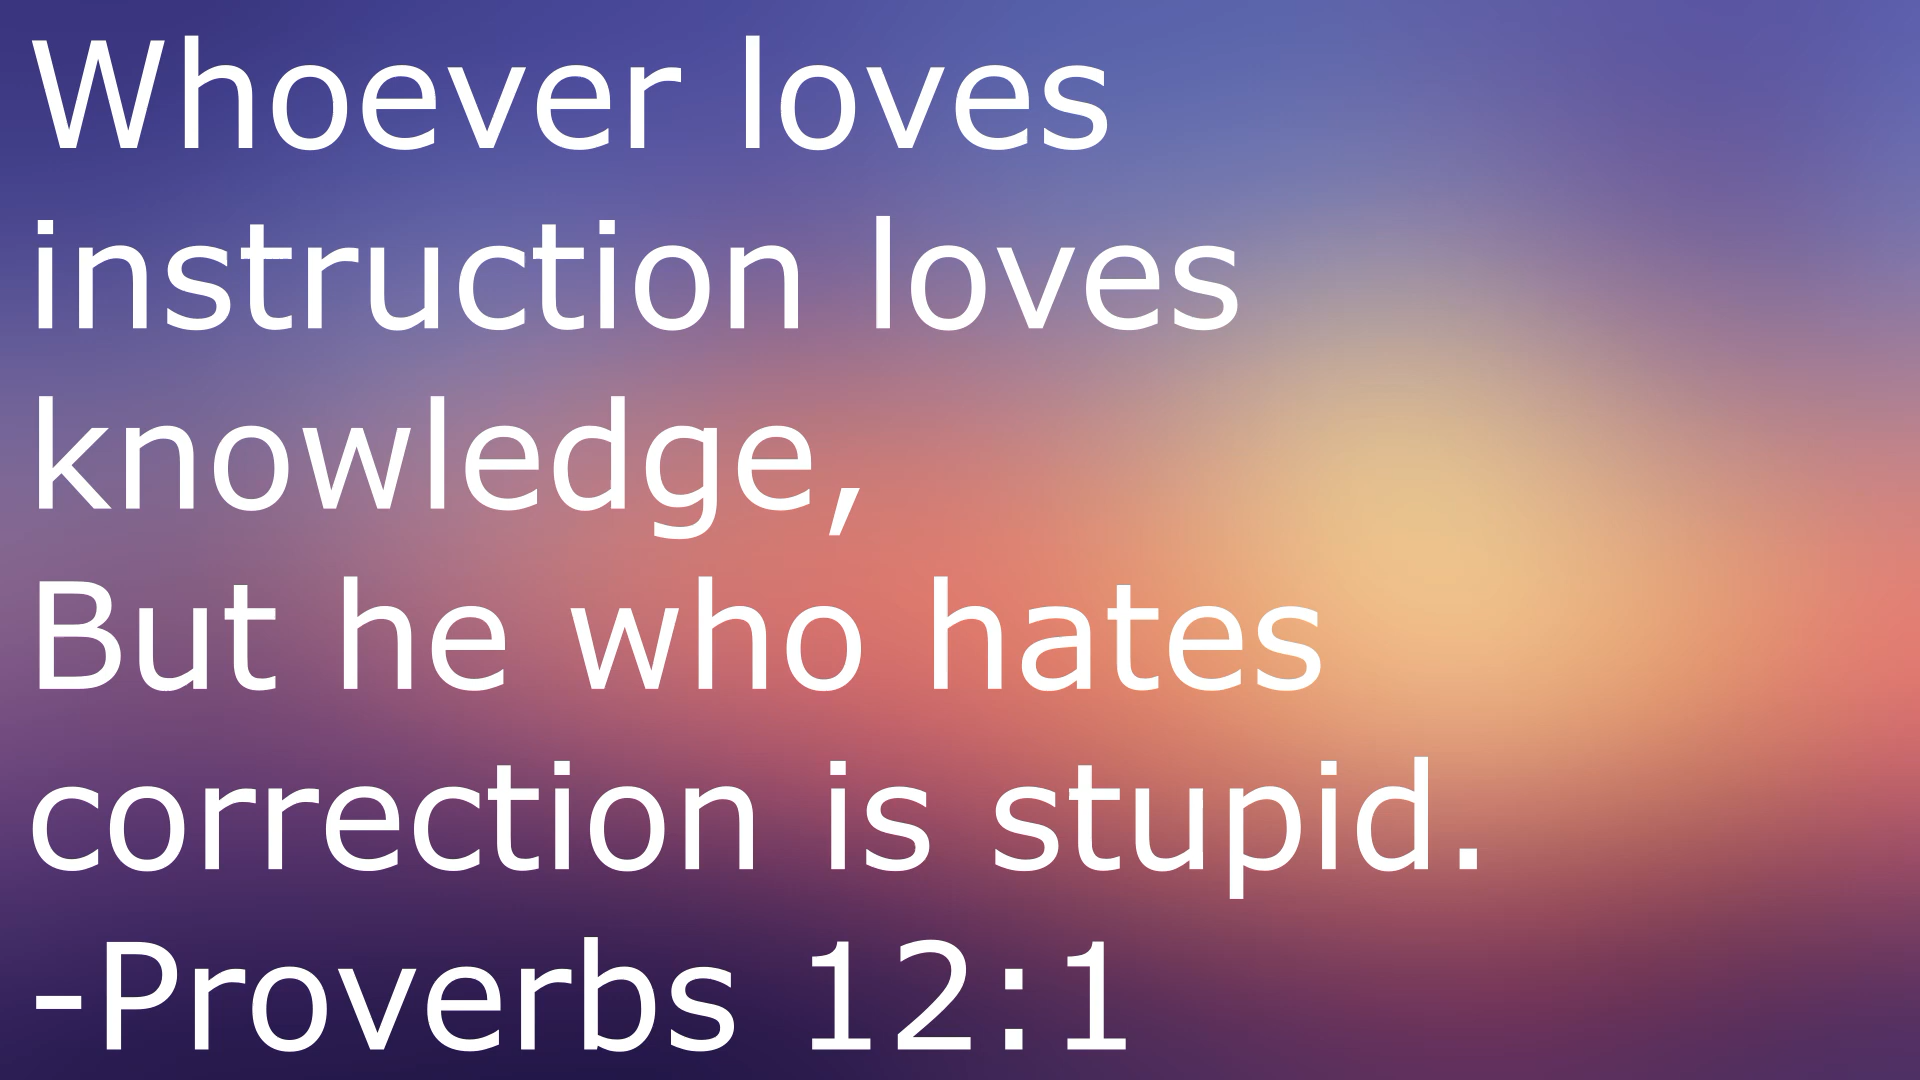 Whoever loves
instruction loves
knowledge,
But he who hates
correction is stupid.
-Proverbs 12:1